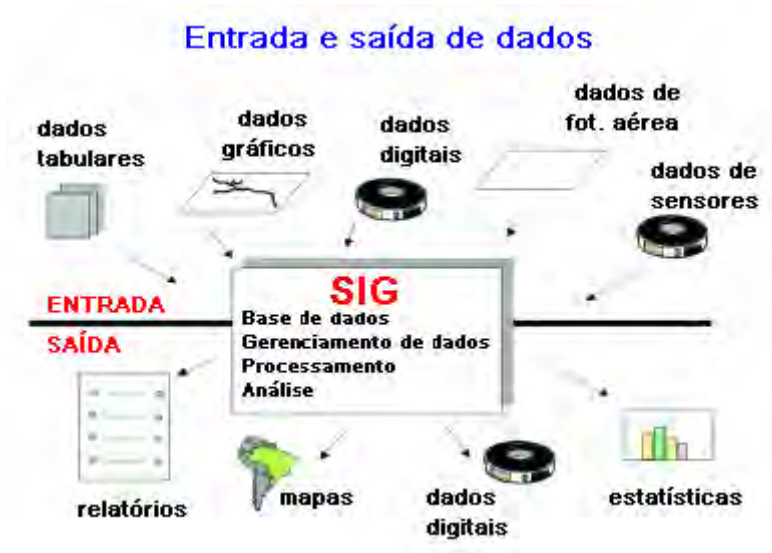 Entrada e saída de dados
dados
tabulares
dados
gráficos
dados
digitais
dados de
fot. aérea
dados de
sensores
ENTRADA
SAÍDA
SIG
Base de dados
Gerenciamento de dados
Processamento
Análise
relatórios
mapas
dados
digitais
estatísticas